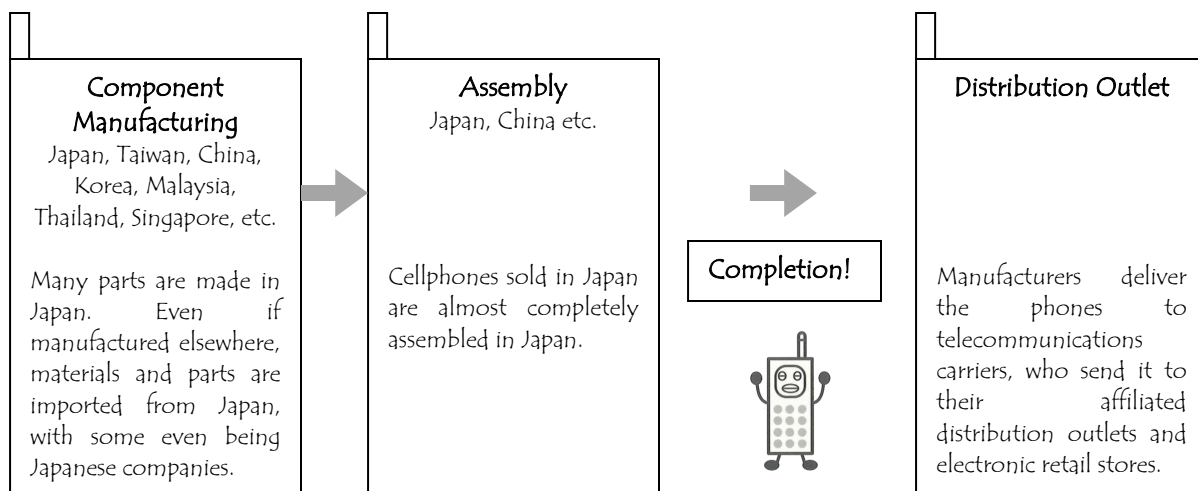 Component
Manufacturing
Japan, Taiwan, China,
Korea, Malaysia,
Thailand, Singapore, etc.
Many parts are made in
Japan. Even if
manufactured elsewhere,
materials and parts are
imported from Japan,
with some even being
Japanese companies.
Assembly
Japan, China etc.
Cellphones sold in Japan
are almost completely
assembled in Japan.
Completion!
Distribution Outlet
Manufacturers deliver
the phones to
telecommunications
carriers, who send it to
their affiliated
distribution outlets and
electronic retail stores.